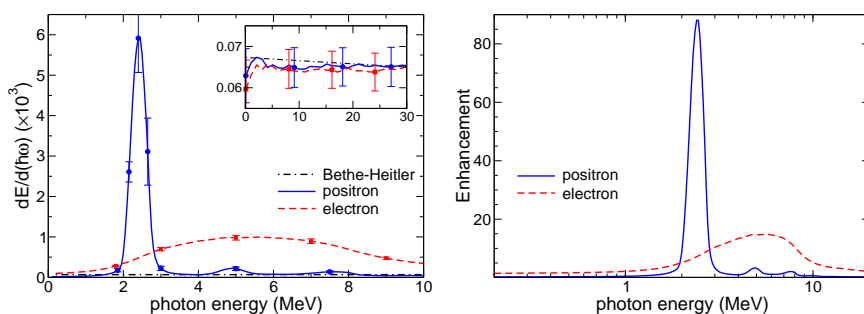 0.07
0.06
0 10 20 30
6
5
4
3
2
1
0
dE/d(ħω) (×10³)
Bethe-Heitler
positron
electron
0 2 4 6 8 10
photon energy (MeV)
80
60
40
20
Enhancement
positron
electron
1 10
photon energy (MeV)